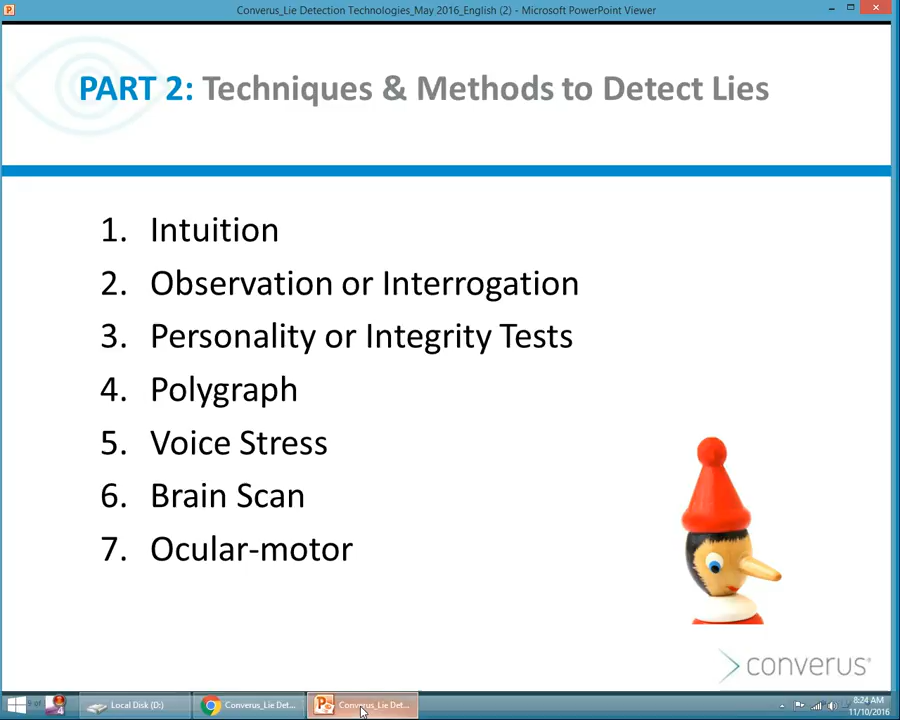 Converus_Lie Detection Technologies_May 2016_English (2) - Microsoft PowerPoint Viewer
PART 2: Techniques & Methods to Detect Lies
1. Intuition
2. Observation or Interrogation
3. Personality or Integrity Tests
4. Polygraph
5. Voice Stress
6. Brain Scan
7. Ocular-motor
converus®
Local Disk (D:)
Converus_Lie Det...
Converus_Lie Det...
8:24 AM
11/10/2016